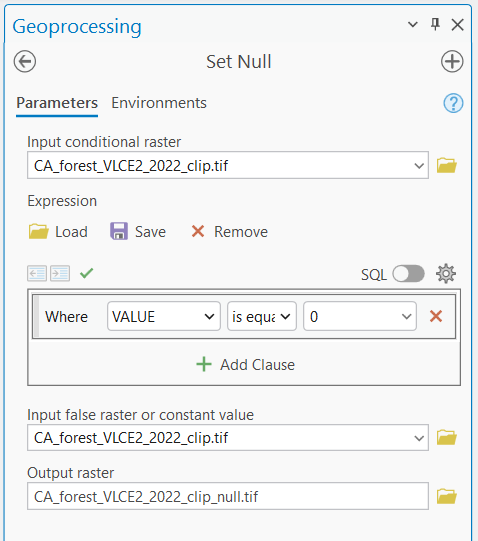 Geoprocessing
Set Null
Parameters Environments
Input conditional raster
CA_forest_VLCE2_2022_clip.tif
Expression
Load Save Remove
SQL
Where VALUE is equa 0
Add Clause
Input false raster or constant value
CA_forest_VLCE2_2022_clip.tif
Output raster
CA_forest_VLCE2_2022_clip_null.tif